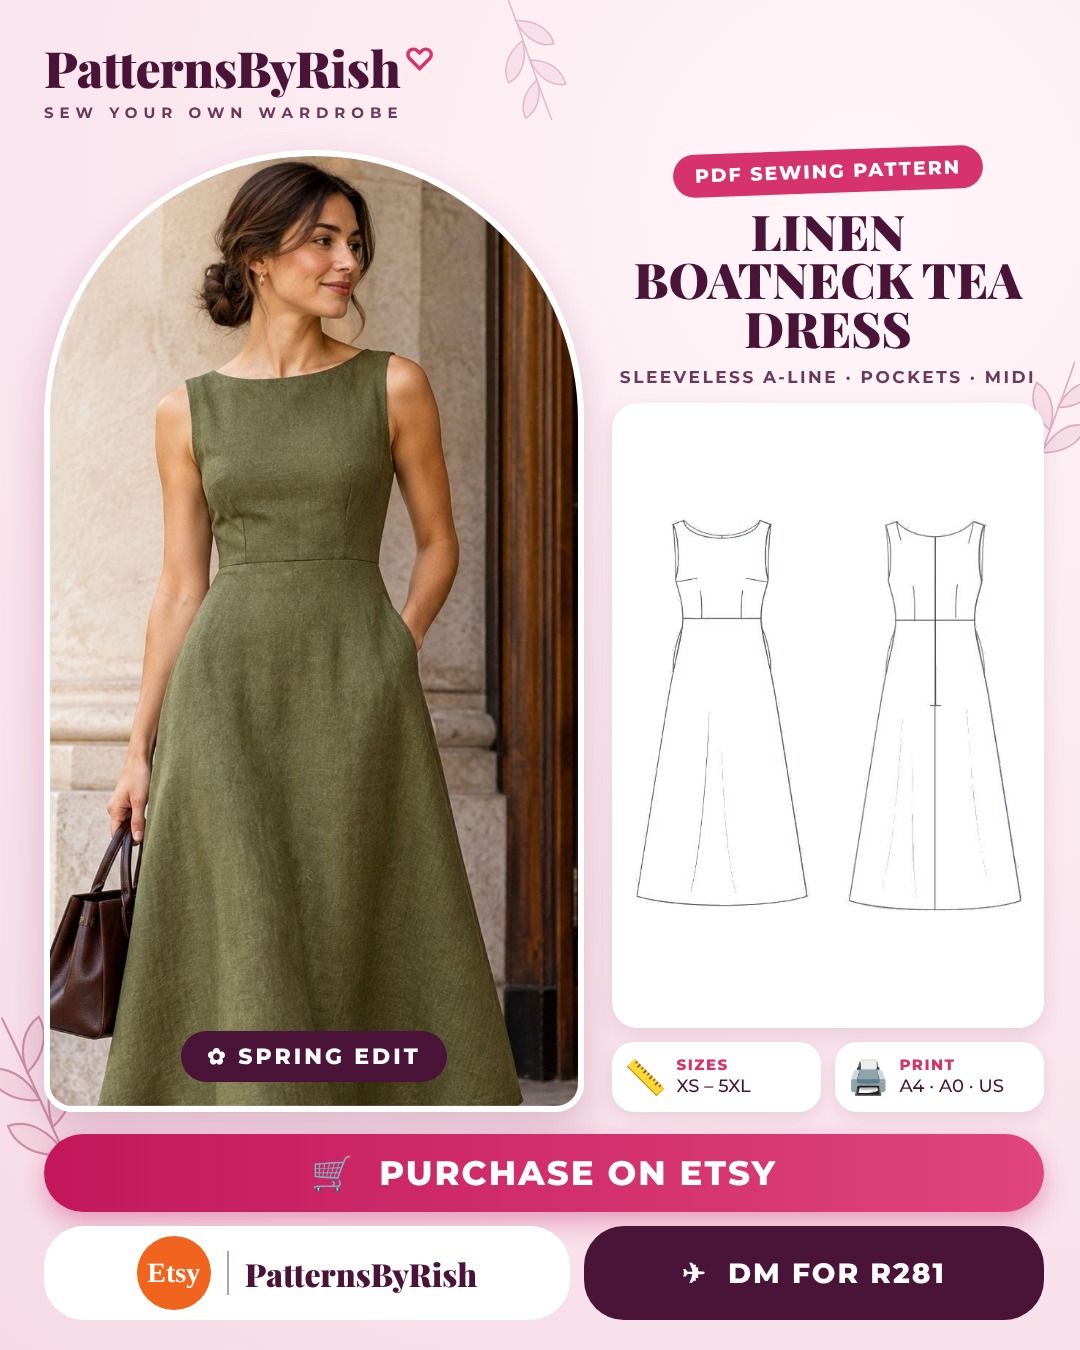 PatternsByRish
SEW YOUR OWN WARDROBE
PDF SEWING PATTERN
LINEN
BOATNECK TEA
DRESS
SLEEVELESS A-LINE · POCKETS · MIDI
✿ SPRING EDIT
SIZES
XS – 5XL
PRINT
A4 · A0 · US
PURCHASE ON ETSY
Etsy | PatternsByRish
DM FOR R281